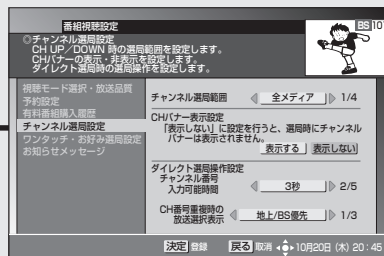 番組視聴設定
◎チャンネル選局設定
CH UP/DOWN 時の選局範囲を設定します。
CHバナーの表示・非表示を設定します。
ダイレクト選局時の選局操作を設定します。
BS 10
視聴モード選択・放送品質
予約設定
有料番組購入履歴
チャンネル選局設定
ワンタッチ・お好み選局設定
お知らせメッセージ
チャンネル選局範囲 全メディア 1/4
CHバナー表示設定
「表示しない」に設定を行うと、選局時にチャンネル
バナーは表示されません。
表示する 表示しない
ダイレクト選局操作設定
チャンネル番号
入力可能時間 3秒 2/5
CH番号重複時の
放送選択表示 地上/BS優先 1/3
決定 登録 戻る 取消 10月20日 (木) 20:45